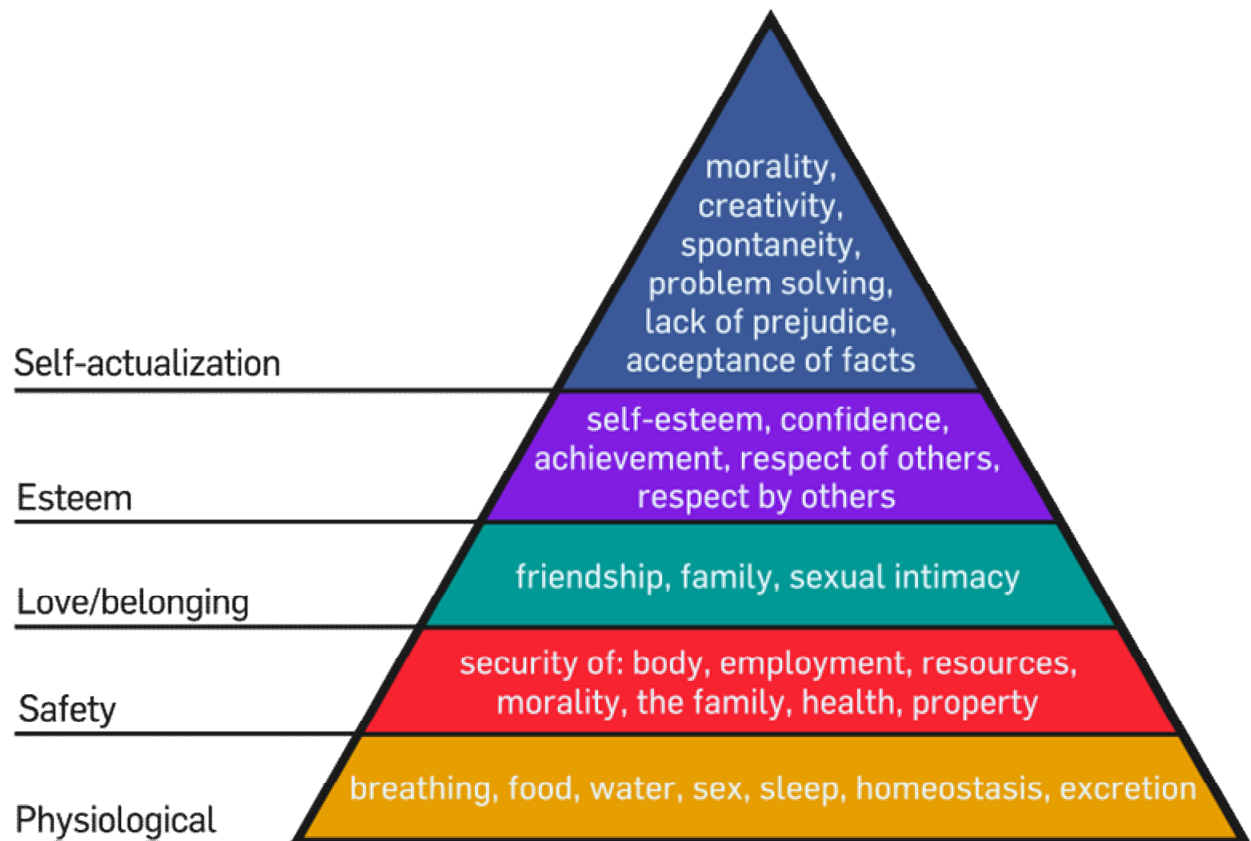 morality,
creativity,
spontaneity,
problem solving,
lack of prejudice,
acceptance of facts
Self-actualization
self-esteem, confidence,
achievement, respect of others,
respect by others
Esteem
friendship, family, sexual intimacy
Love/belonging
security of: body, employment, resources,
morality, the family, health, property
Safety
breathing, food, water, sex, sleep, homeostasis, excretion
Physiological